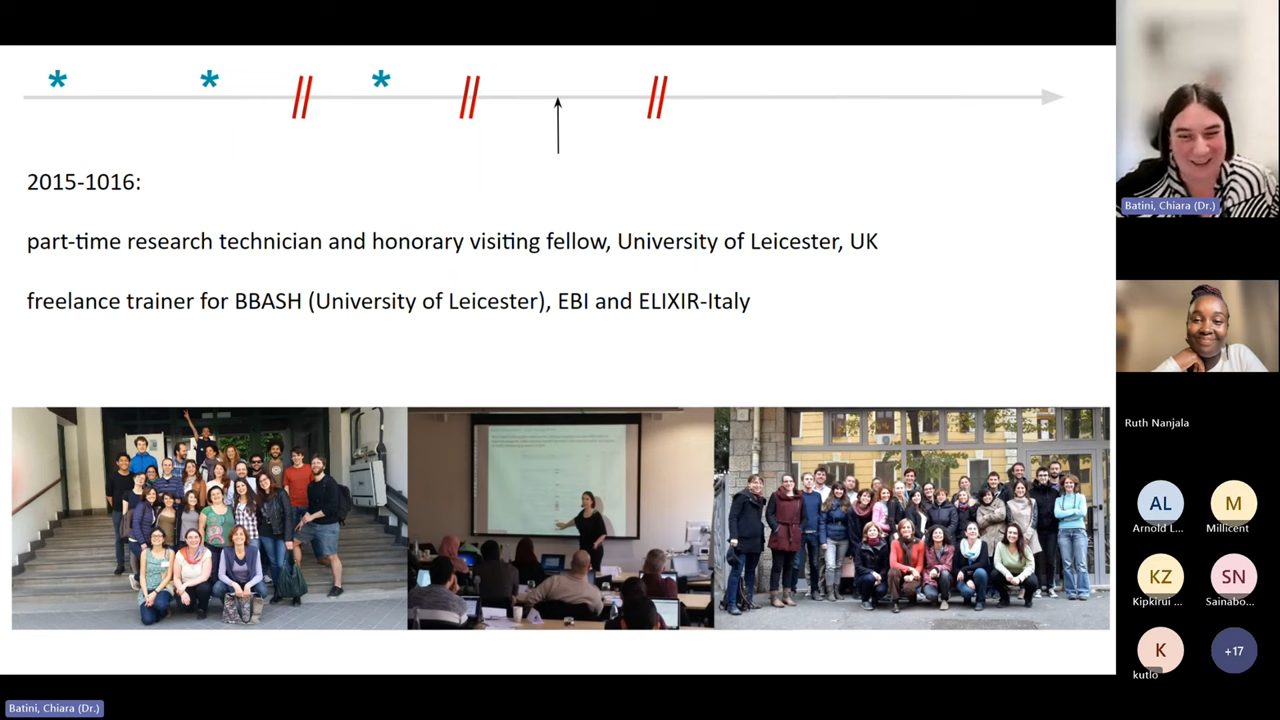 2015-1016:
part-time research technician and honorary visiting fellow, University of Leicester, UK
freelance trainer for BBASH (University of Leicester), EBI and ELIXIR-Italy
Batini, Chiara (Dr.)
Ruth Nanjala
AL
Arnold L...
M
Millicent
KZ
Kipkirui ...
SN
Sainabo...
K
kutlo
+17
Batini, Chiara (Dr.)